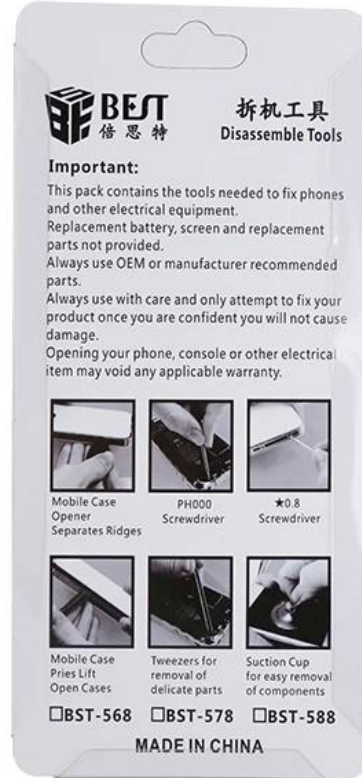 BEST
倍思特
拆机工具
Disassemble Tools
Important:
This pack contains the tools needed to fix phones
and other electrical equipment.
Replacement battery, screen and replacement
parts not provided.
Always use OEM or manufacturer recommended
parts.
Always use with care and only attempt to fix your
product once you are confident you will not cause
damage.
Opening your phone, console or other electrical
item may void any applicable warranty.
Mobile Case
Opener
Separates Ridges
PH000
Screwdriver
★0.8
Screwdriver
Mobile Case
Pries Lift
Open Cases
Tweezers for
removal of
delicate parts
Suction Cup
for easy removal
of components
☐BST-568 ☐BST-578 ☐BST-588
MADE IN CHINA